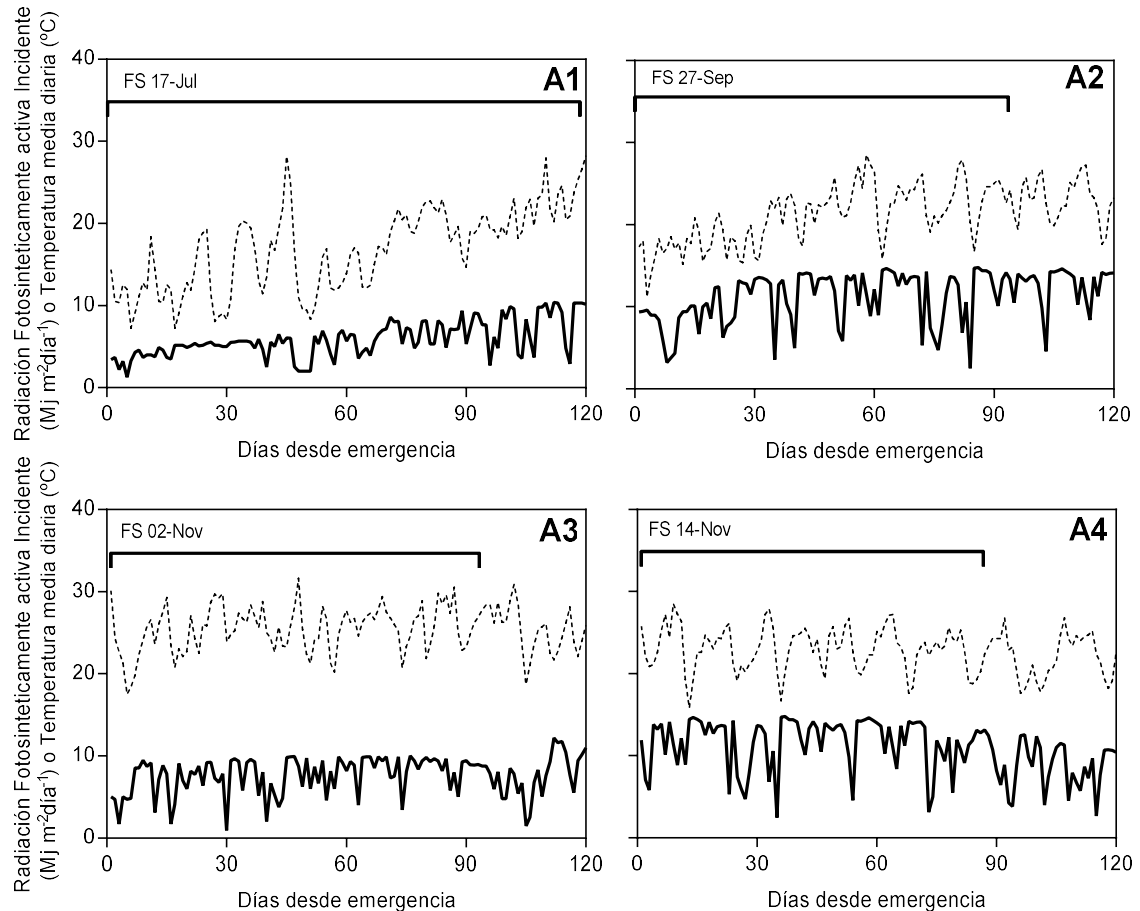 Radiación Fotosinteticamente activa Incidente
(Mj m-2día-1) o Temperatura media diaria (ºC)
40
30
20
10
0
FS 17-Jul
A1
0 30 60 90 120
Días desde emergencia
FS 27-Sep
A2
0 30 60 90 120
Días desde emergencia
Radiación Fotosinteticamente activa Incidente
(Mj m-2día-1) o Temperatura media diaria (ºC)
40
30
20
10
0
FS 02-Nov
A3
0 30 60 90 120
Días desde emergencia
FS 14-Nov
A4
0 30 60 90 120
Días desde emergencia